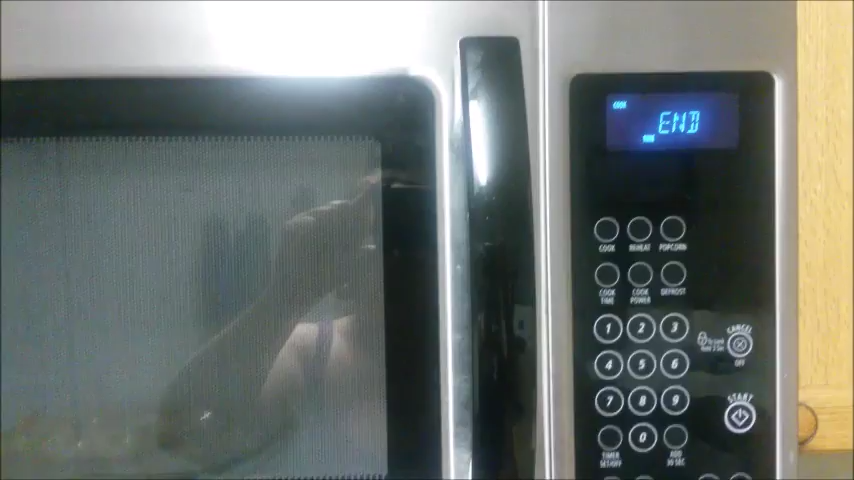 COOK
END
COOK REHEAT POPCORN
COOK TIME COOK POWER DEFROST
1 2 3
CANCEL
OFF
4 5 6
7 8 9
START
0
TIMER SET/OFF ADD 30 SEC